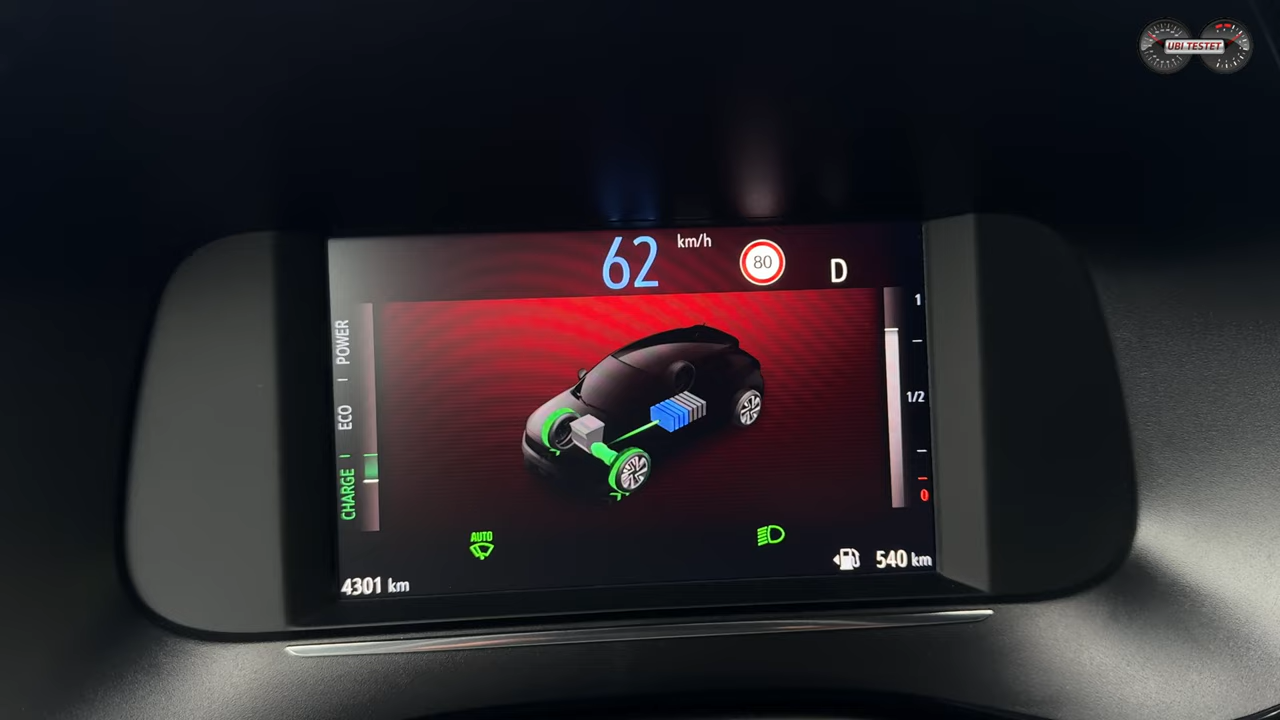 UBI TESTET
62 km/h 80 D
POWER
ECO
CHARGE
1
1/2
0
AUTO
4301 km
540 km